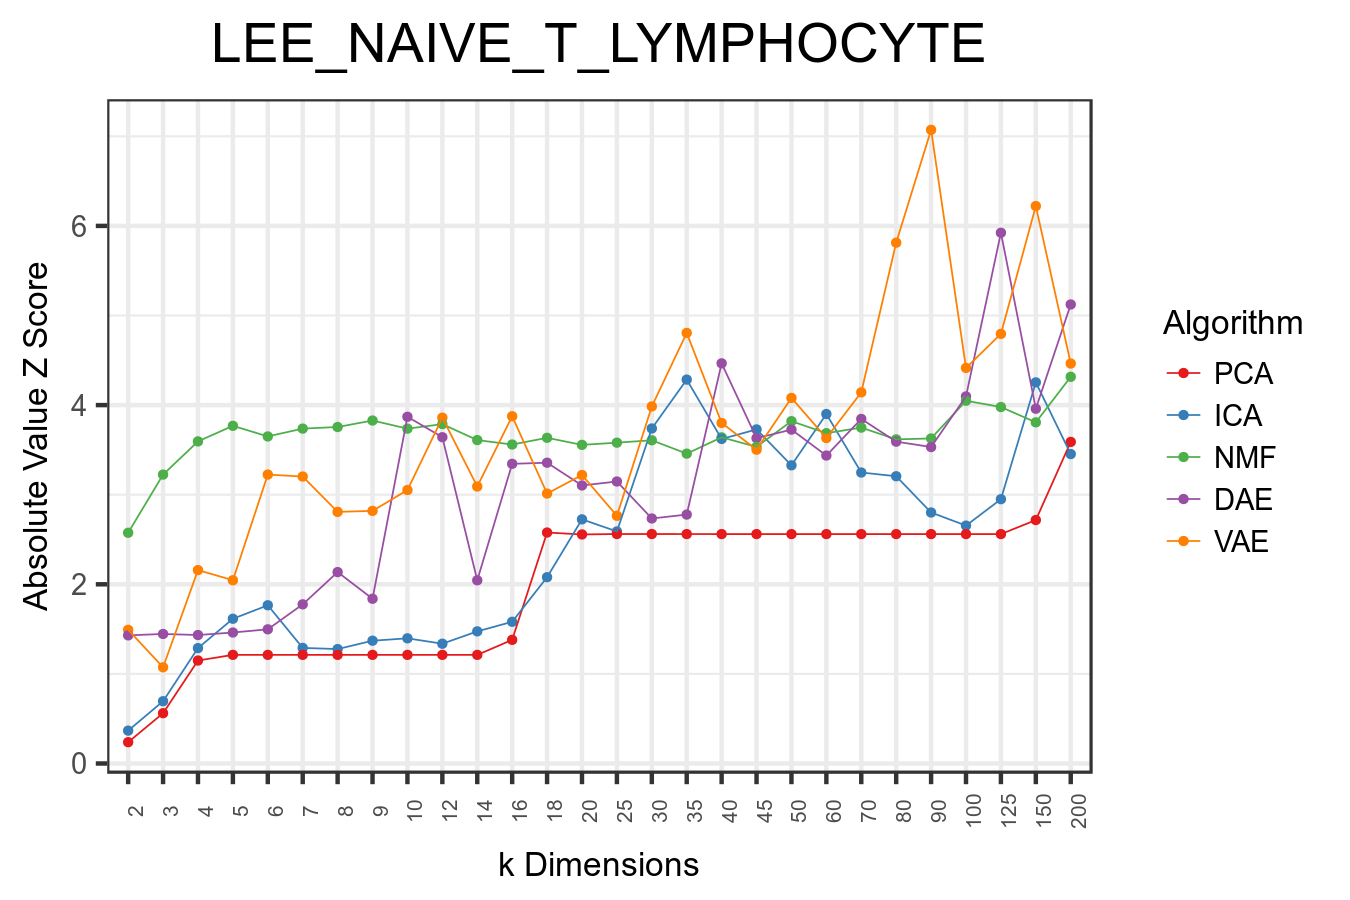 LEE_NAIVE_T_LYMPHOCYTE
Absolute Value Z Score
6
4
2
0
2 3 4 5 6 7 8 9 10 12 14 16 18 20 25 30 35 40 45 50 60 70 80 90 100 125 150 200
k Dimensions
Algorithm
PCA
ICA
NMF
DAE
VAE